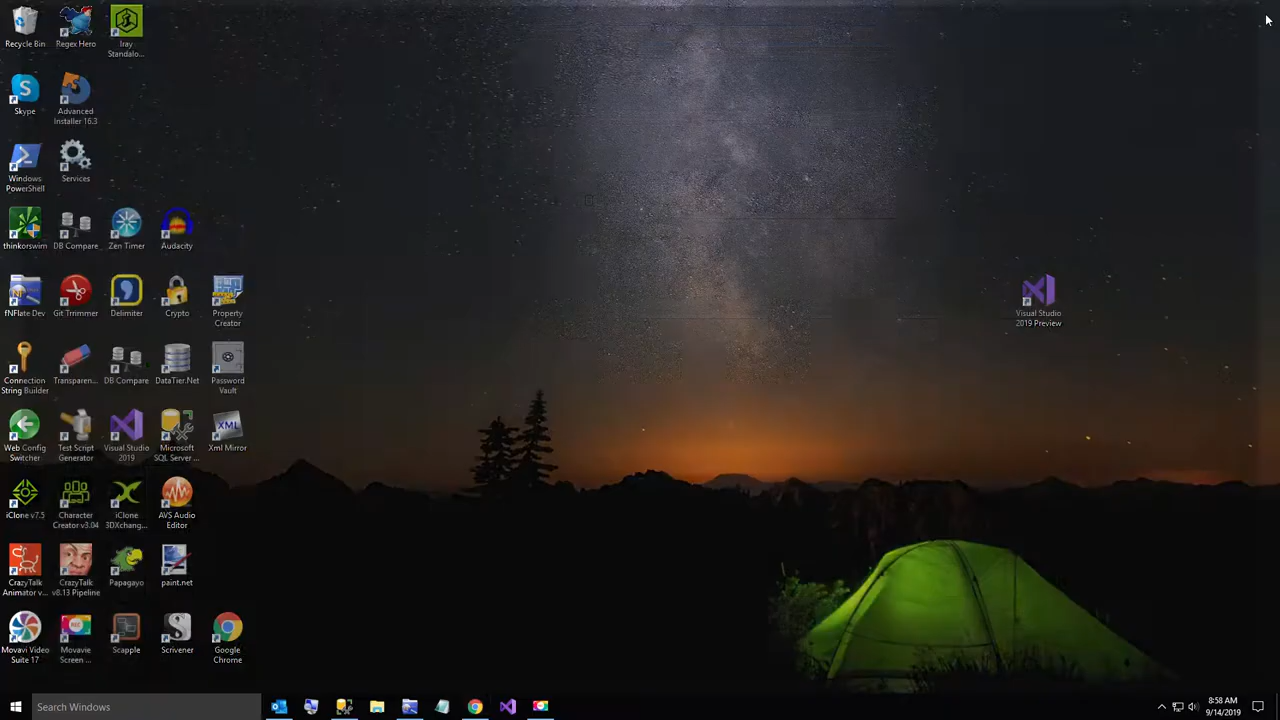 Recycle Bin
Regex Hero
Iray
Standalo...
Skype
Advanced
Installer 16.3
Windows
PowerShell
Services
thinkorswim
DB Compare
Zen Timer
Audacity
fNFlate Dev
Git Trimmer
Delimiter
Crypto
Property
Creator
Connection
String Builder
Transparen...
DB Compare
DataTier.Net
Password
Vault
Web Config
Switcher
Test Script
Generator
Visual Studio
2019
Microsoft
SQL Server ...
XML
Xml Mirror
iClone v7.5
Character
Creator v3.04
iClone
3DXchang...
AVS Audio
Editor
CrazyTalk
Animator v...
CrazyTalk
v8.13 Pipeline
Papagayo
paint.net
Movavi Video
Suite 17
Movavie
Screen ...
Scapple
Scrivener
Google
Chrome
Visual Studio
2019 Preview
Search Windows
8:58 AM
9/14/2019